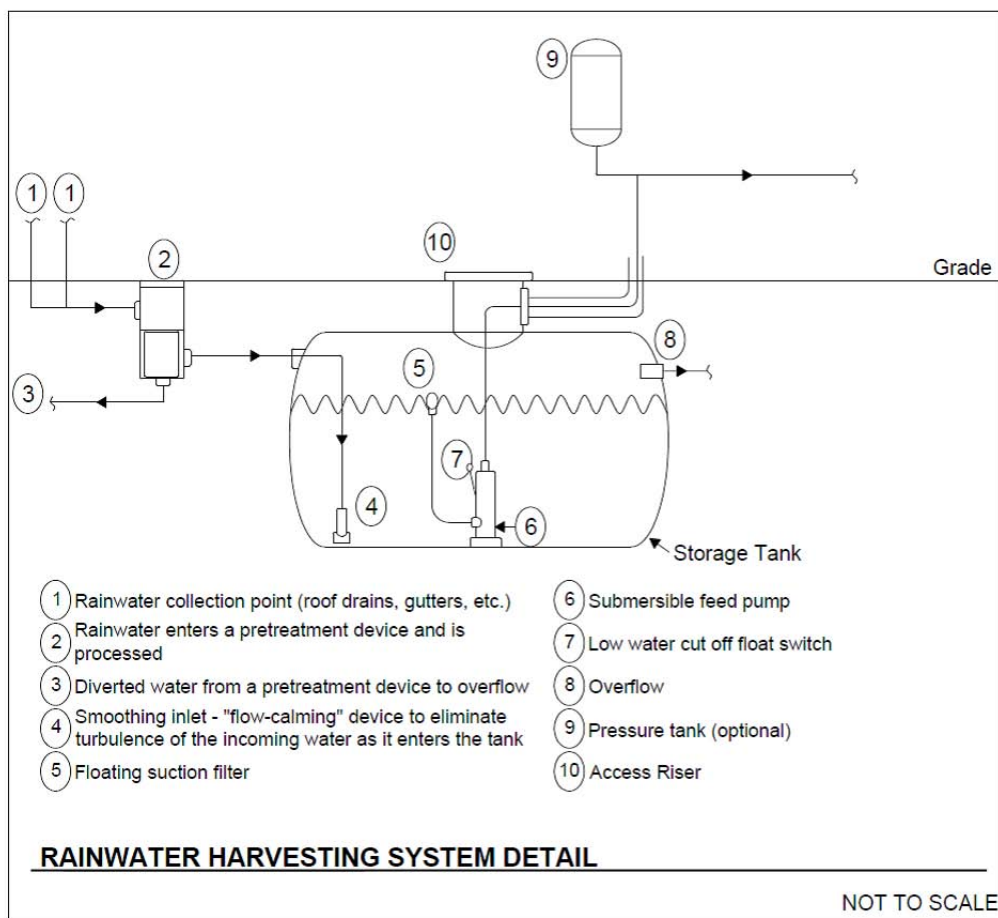 9
1 1
10
2
Grade
8
5
3
7
4
6
Storage Tank
1 Rainwater collection point (roof drains, gutters, etc.)
2 Rainwater enters a pretreatment device and is
processed
3 Diverted water from a pretreatment device to overflow
4 Smoothing inlet - "flow-calming" device to eliminate
turbulence of the incoming water as it enters the tank
5 Floating suction filter
6 Submersible feed pump
7 Low water cut off float switch
8 Overflow
9 Pressure tank (optional)
10 Access Riser
RAINWATER HARVESTING SYSTEM DETAIL
NOT TO SCALE